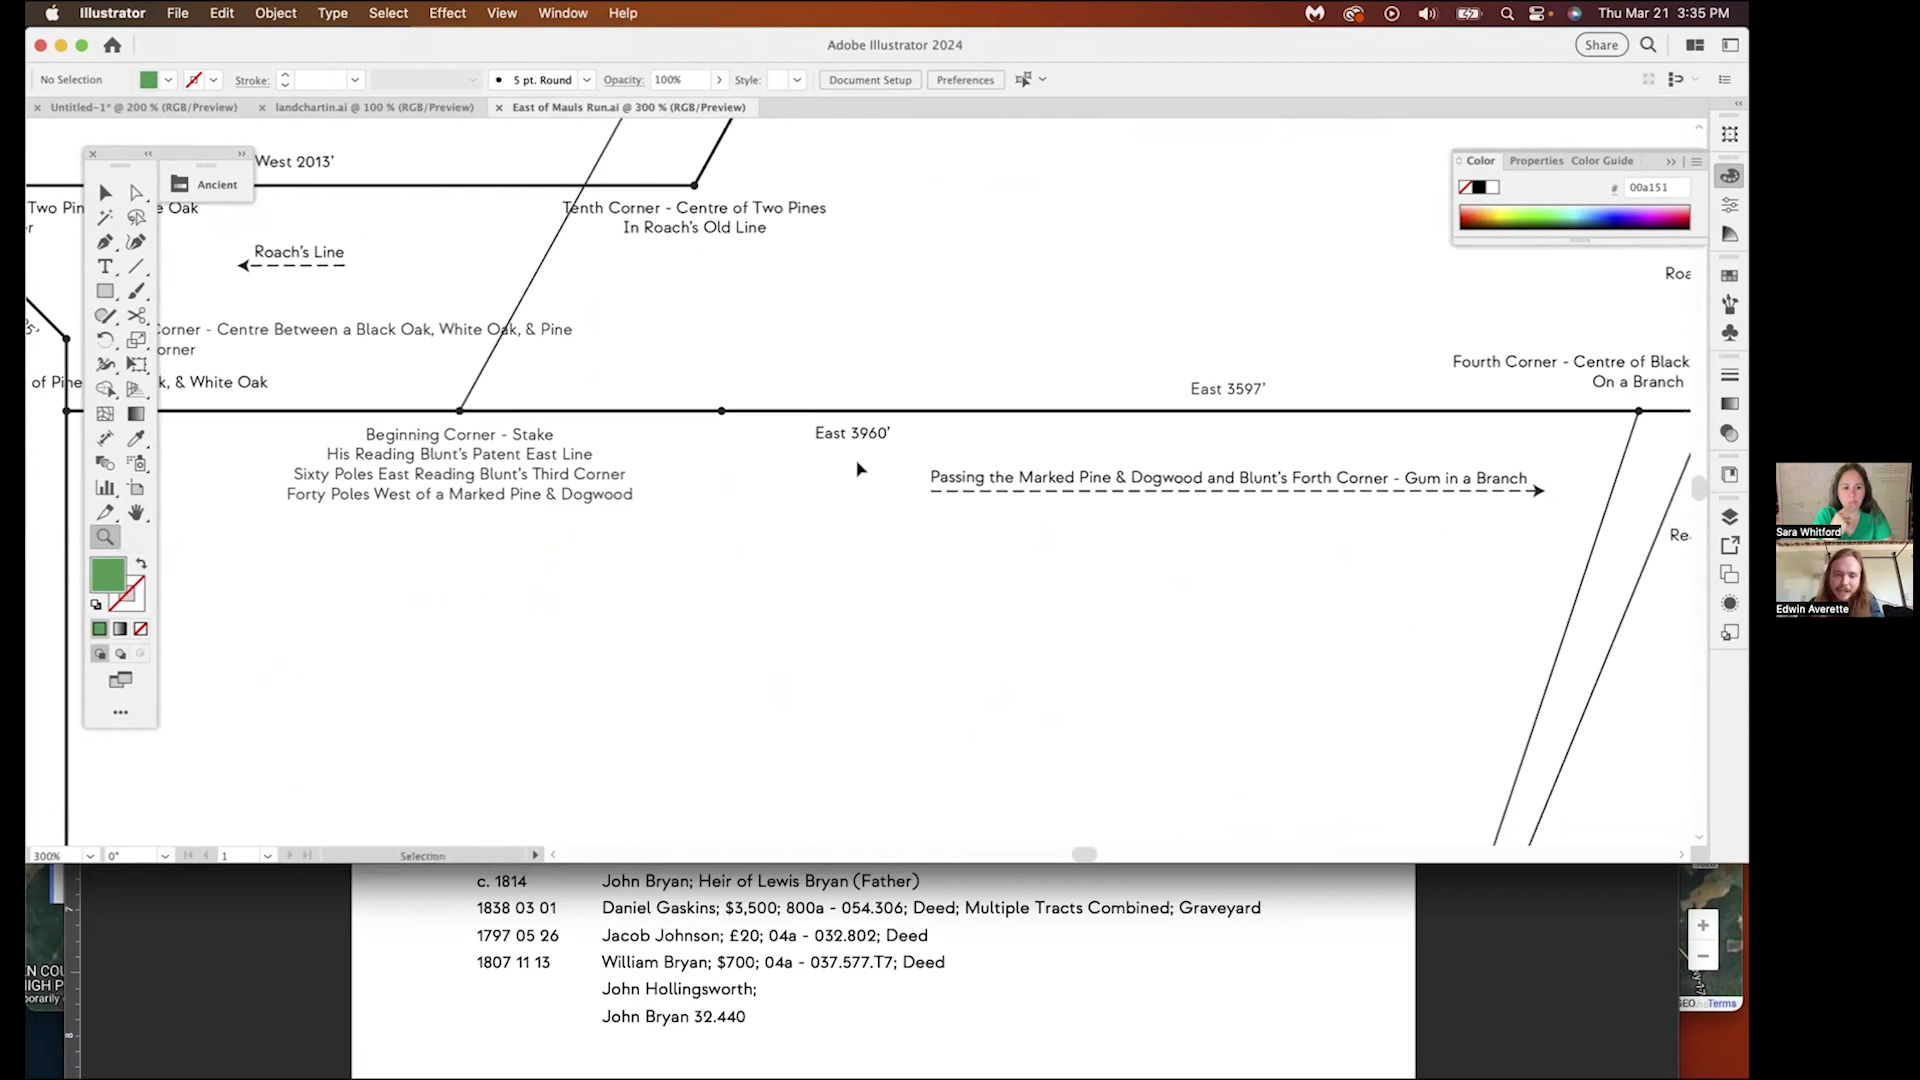 Illustrator File Edit Object Type Select Effect View Window Help
Thu Mar 21 3:35 PM
Adobe Illustrator 2024
Share
No Selection
Stroke:
5 pt. Round
Opacity: 100%
Style:
Document Setup
Preferences
Untitled-1* @ 200 % (RGB/Preview)
landchartin.ai @ 100 % (RGB/Preview)
East of Mauls Run.ai @ 300 % (RGB/Preview)
West 2013’
Color Properties Color Guide
Ancient
# 00a151
Two Pin
e Oak
Tenth Corner - Centre of Two Pines
In Roach’s Old Line
Roach’s Line
Roa
orner - Centre Between a Black Oak, White Oak, & Pine
orner
Fourth Corner - Centre of Black
On a Branch
of Pine
k, & White Oak
East 3597’
Beginning Corner - Stake
His Reading Blunt’s Patent East Line
Sixty Poles East Reading Blunt’s Third Corner
Forty Poles West of a Marked Pine & Dogwood
East 3960’
Passing the Marked Pine & Dogwood and Blunt’s Forth Corner - Gum in a Branch
Sara Whitford
Edwin Averette
300%
0°
1
Selection
c. 1814 John Bryan; Heir of Lewis Bryan (Father)
1838 03 01 Daniel Gaskins; $3,500; 800a - 054.306; Deed; Multiple Tracts Combined; Graveyard
1797 05 26 Jacob Johnson; £20; 04a - 032.802; Deed
1807 11 13 William Bryan; $700; 04a - 037.577.T7; Deed
John Hollingsworth;
John Bryan 32.440
Terms